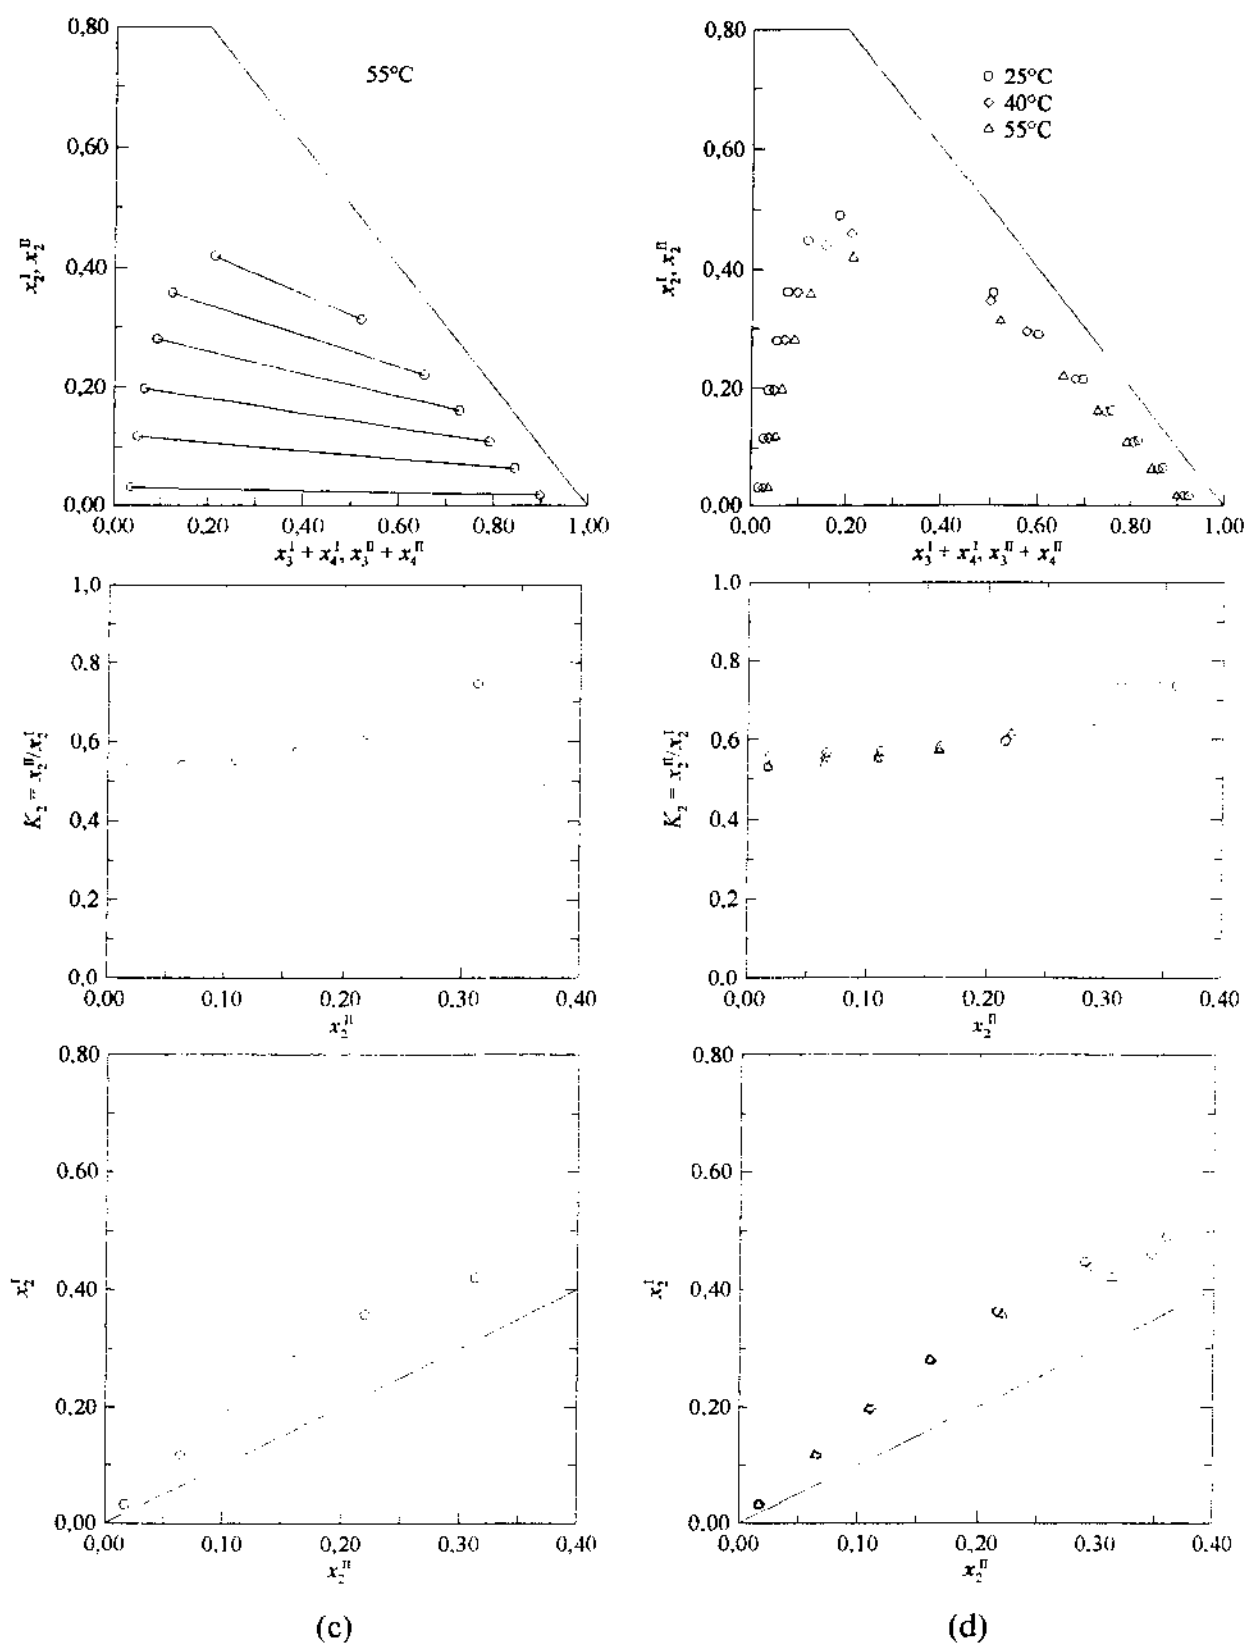 0,80
0,60
0,40
0,20
0.00
x₂ᴵ, x₂ᴵᴵ
55°C
0.00 0,20 0,40 0.60 0.80 1,00
x₃ᴵ + x₄ᴵ, x₃ᴵᴵ + x₄ᴵᴵ
0,80
0,60
0,40
0,20
0.00
x₂ᴵ, x₂ᴵᴵ
25°C
40°C
55°C
0.00 0.20 0,40 0.60 0.80 1.00
x₃ᴵ + x₄ᴵ, x₃ᴵᴵ + x₄ᴵᴵ
1.0
0.8
0.6
0.4
0.2
0.0
K₂ = x₂ᴵᴵ/x₂ᴵ
0,00 0.10 0.20 0.30 0.40
x₂ᴵᴵ
1.0
0.8
0.6
0.4
0.2
0.0
K₂ = x₂ᴵᴵ/x₂ᴵ
0.00 0.10 0.20 0.30 0.40
x₂ᴵᴵ
0.80
0.60
0,40
0.20
0.00
x₂ᴵ
0,00 0,10 0,20 0,30 0,40
x₂ᴵᴵ
(c)
0.80
0.60
0.40
0.20
0.00
x₂ᴵ
0.00 0.10 0.20 0.30 0.40
x₂ᴵᴵ
(d)